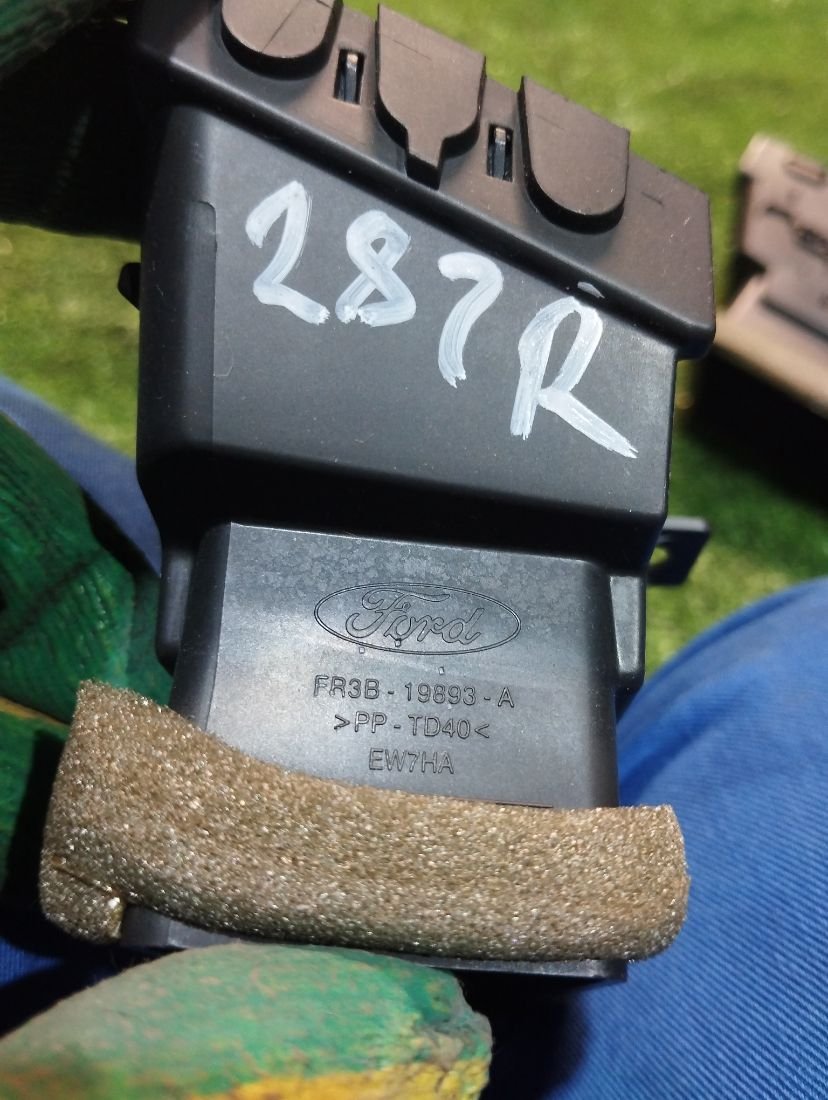 287R
Ford
FR3B - 19893 - A
>PP - TD40<
EW7HA